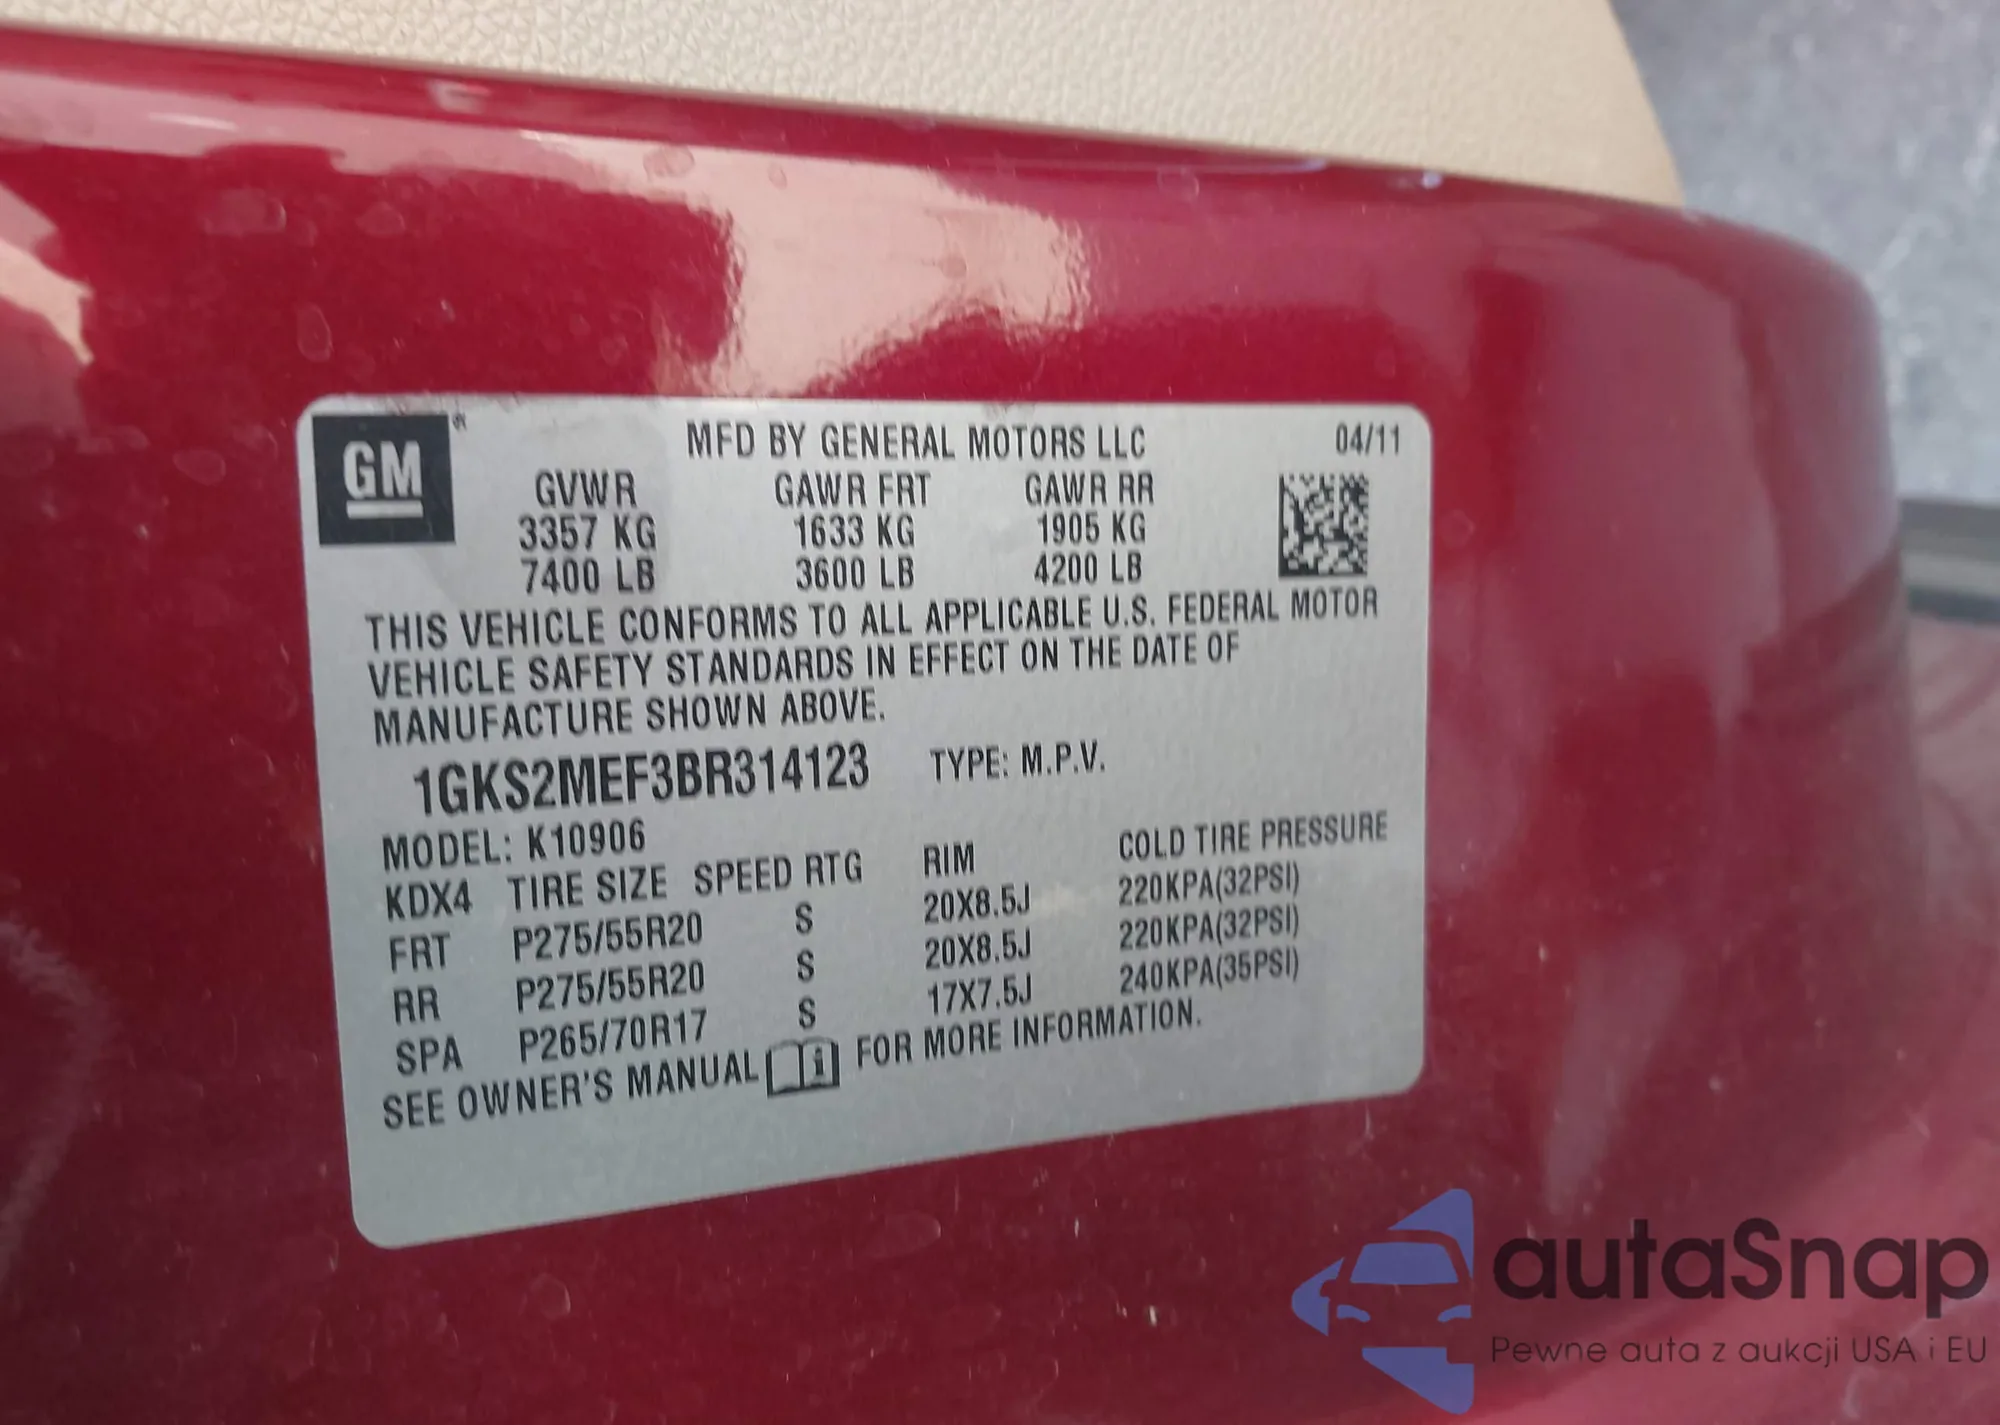 GM
MFD BY GENERAL MOTORS LLC 04/11
GVWR GAWR FRT GAWR RR
3357 KG 1633 KG 1905 KG
7400 LB 3600 LB 4200 LB
THIS VEHICLE CONFORMS TO ALL APPLICABLE U.S. FEDERAL MOTOR
VEHICLE SAFETY STANDARDS IN EFFECT ON THE DATE OF
MANUFACTURE SHOWN ABOVE.
1GKS2MEF3BR314123 TYPE: M.P.V.
MODEL: K10906
KDX4 TIRE SIZE SPEED RTG RIM COLD TIRE PRESSURE
FRT P275/55R20 S 20X8.5J 220KPA(32PSI)
RR P275/55R20 S 20X8.5J 220KPA(32PSI)
SPA P265/70R17 S 17X7.5J 240KPA(35PSI)
SEE OWNER'S MANUAL FOR MORE INFORMATION.
autaSnap
Pewne auta z aukcji USA i EU